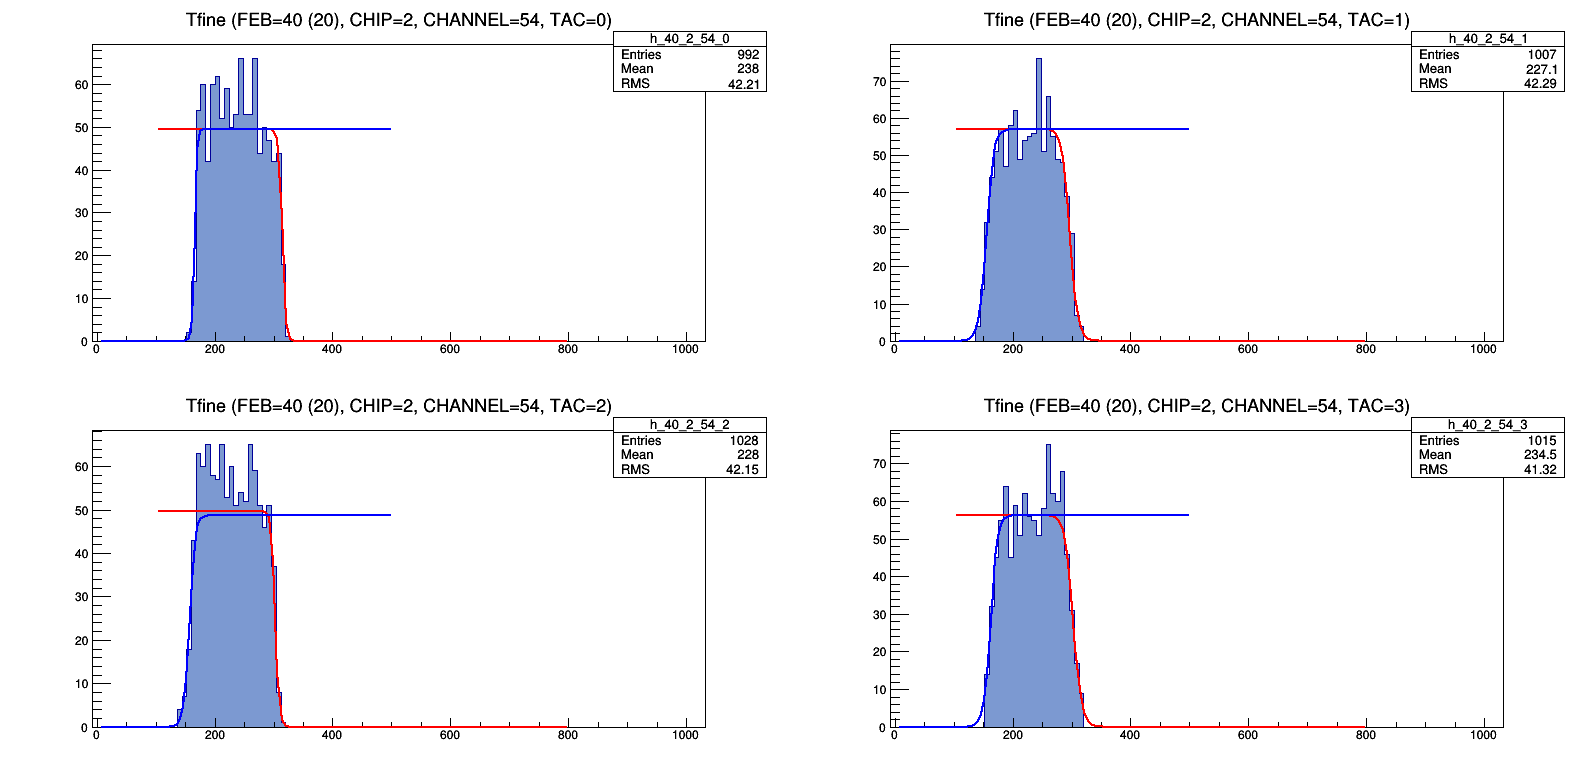 Tfine (FEB=40 (20), CHIP=2, CHANNEL=54, TAC=0)
h_40_2_54_0
Entries 992
Mean 238
RMS 42.21
60
50
40
30
20
10
0
0 200 400 600 800 1000
Tfine (FEB=40 (20), CHIP=2, CHANNEL=54, TAC=1)
h_40_2_54_1
Entries 1007
Mean 227.1
RMS 42.29
70
60
50
40
30
20
10
0
0 200 400 600 800 1000
Tfine (FEB=40 (20), CHIP=2, CHANNEL=54, TAC=2)
h_40_2_54_2
Entries 1028
Mean 228
RMS 42.15
60
50
40
30
20
10
0
0 200 400 600 800 1000
Tfine (FEB=40 (20), CHIP=2, CHANNEL=54, TAC=3)
h_40_2_54_3
Entries 1015
Mean 234.5
RMS 41.32
70
60
50
40
30
20
10
0
0 200 400 600 800 1000